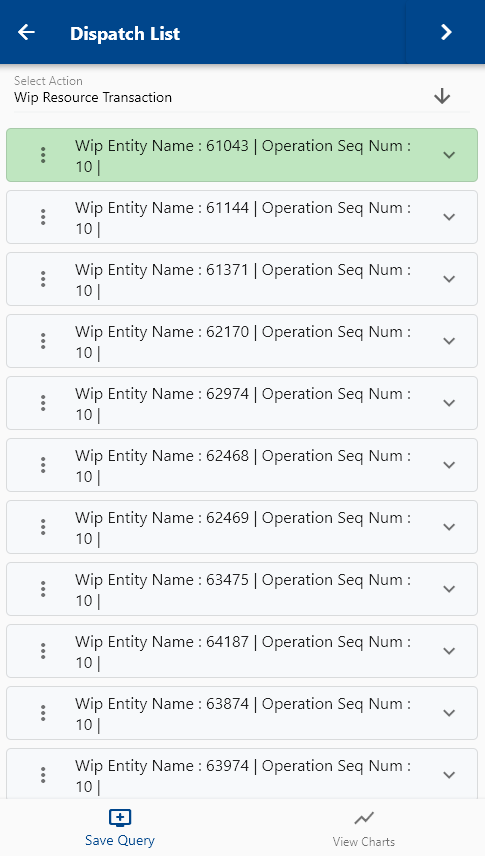 Dispatch List
Select Action
Wip Resource Transaction
Wip Entity Name : 61043 | Operation Seq Num :
10 |
Wip Entity Name : 61144 | Operation Seq Num :
10 |
Wip Entity Name : 61371 | Operation Seq Num :
10 |
Wip Entity Name : 62170 | Operation Seq Num :
10 |
Wip Entity Name : 62974 | Operation Seq Num :
10 |
Wip Entity Name : 62468 | Operation Seq Num :
10 |
Wip Entity Name : 62469 | Operation Seq Num :
10 |
Wip Entity Name : 63475 | Operation Seq Num :
10 |
Wip Entity Name : 64187 | Operation Seq Num :
10 |
Wip Entity Name : 63874 | Operation Seq Num :
10 |
Wip Entity Name : 63974 | Operation Seq Num :
10 |
Save Query
View Charts